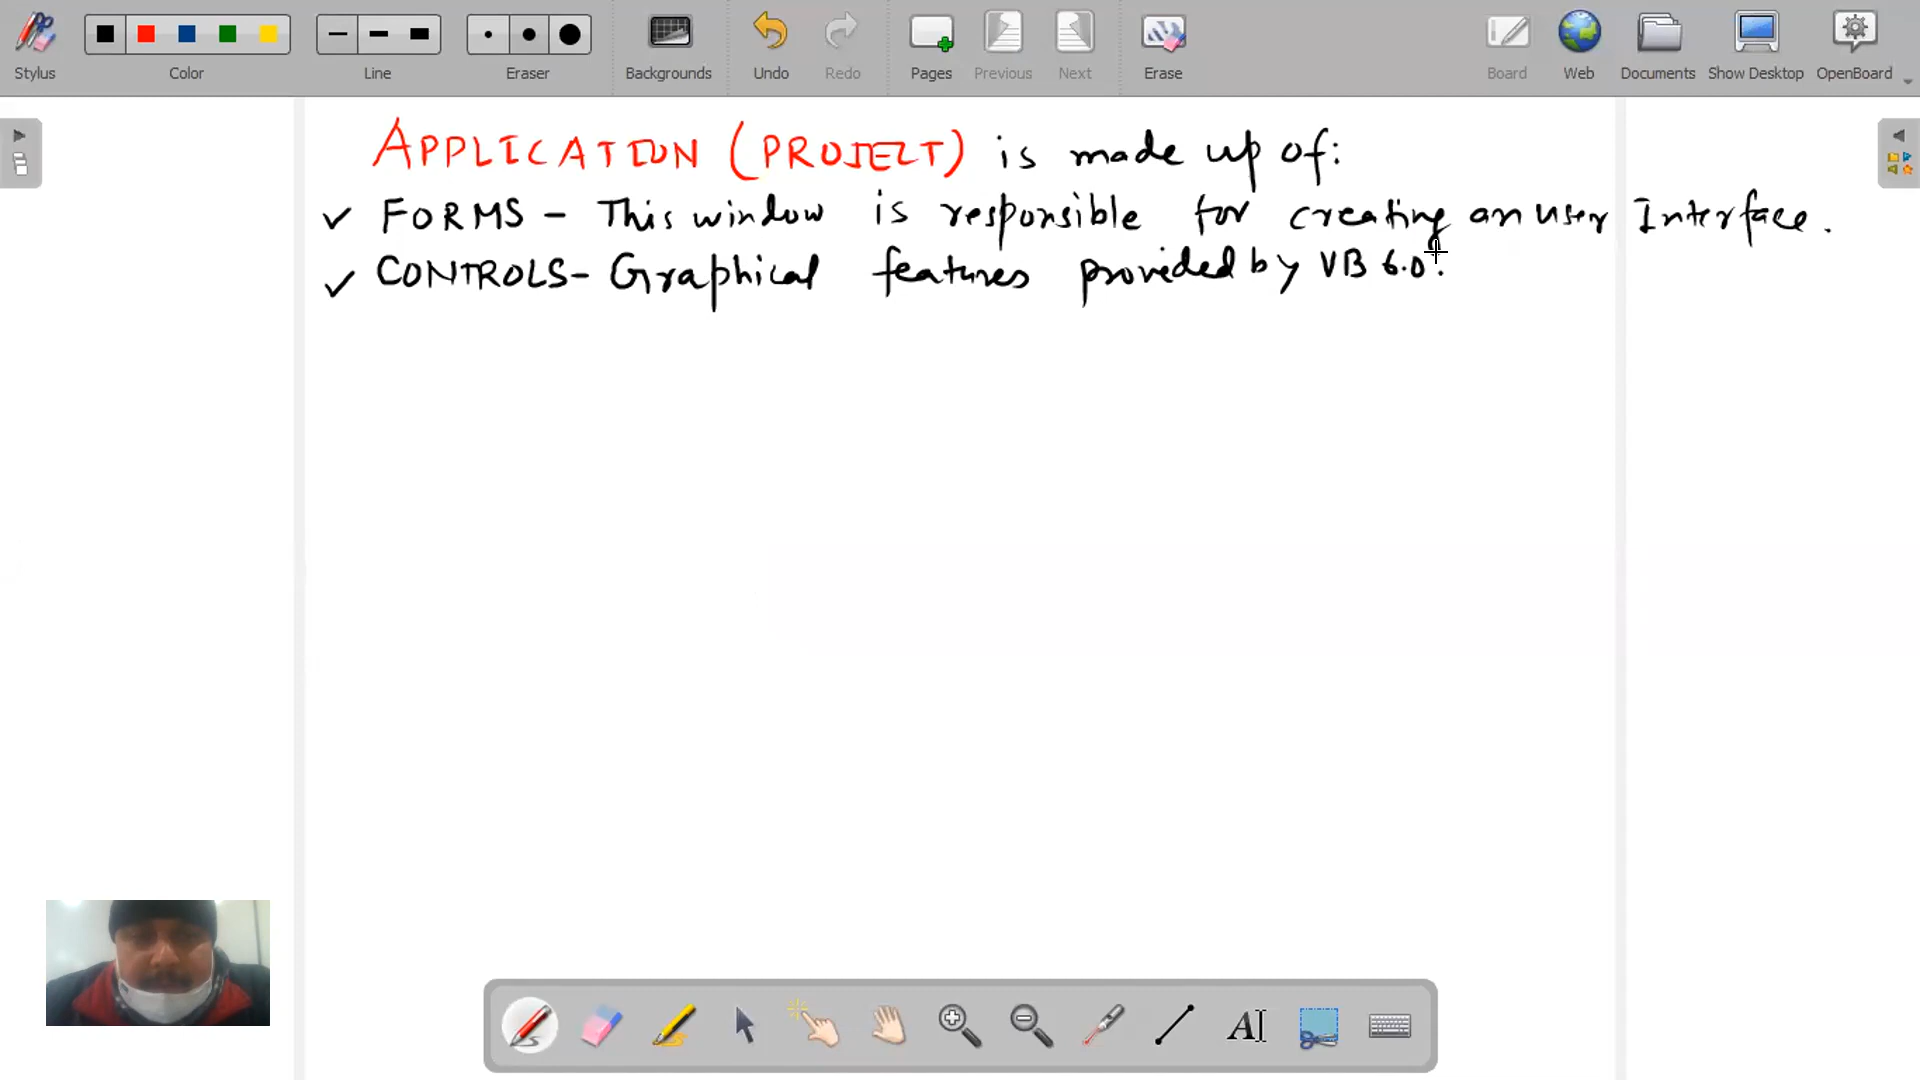 Stylus Color Line Eraser Backgrounds Undo Redo Pages Previous Next Erase Board Web Documents Show Desktop OpenBoard
APPLICATION (PROJECT) is made up of:
✓ FORMS - This window is responsible for creating an user Interface.
✓ CONTROLS- Graphical features provided by VB 6.0.
AI